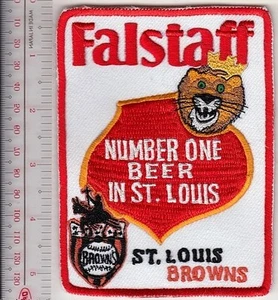 Falstaff
NUMBER ONE
BEER
IN ST. LOUIS
BROWNS
ST. LOUIS
BROWNS